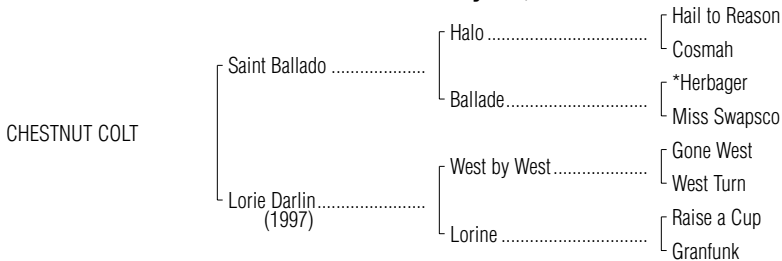 Hail to Reason
Halo ..................................
Cosmah
Saint Ballado .....................
*Herbager
Ballade..............................
Miss Swapsco
CHESTNUT COLT
Gone West
West by West....................
West Turn
Lorie Darlin........................
(1997)
Raise a Cup
Lorine ................................
Granfunk